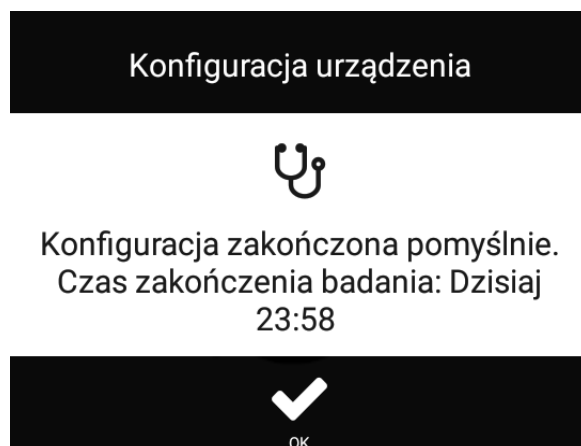 Konfiguracja urządzenia
Konfiguracja zakończona pomyślnie.
Czas zakończenia badania: Dzisiaj
23:58
OK